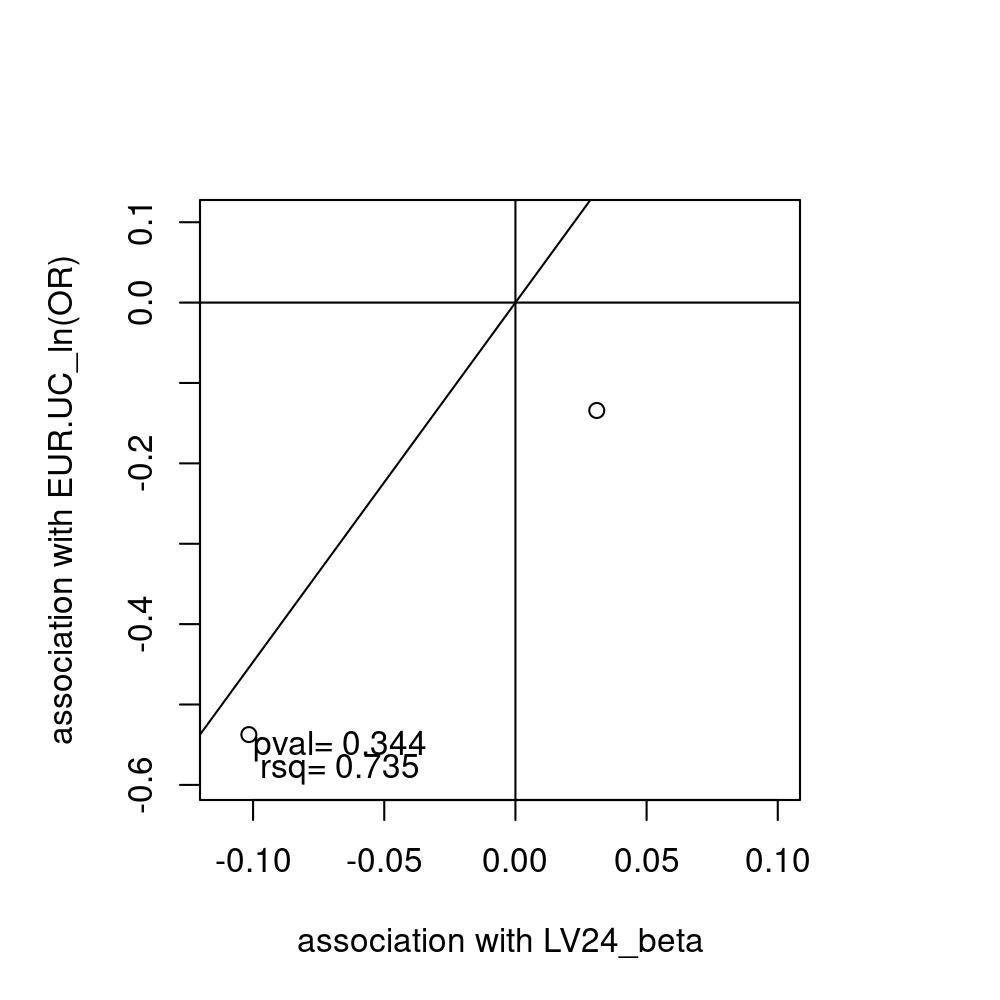 association with EUR.UC_ln(OR)
0.1
0.0
-0.2
-0.4
-0.6
pval= 0.344
rsq= 0.735
-0.10 -0.05 0.00 0.05 0.10
association with LV24_beta